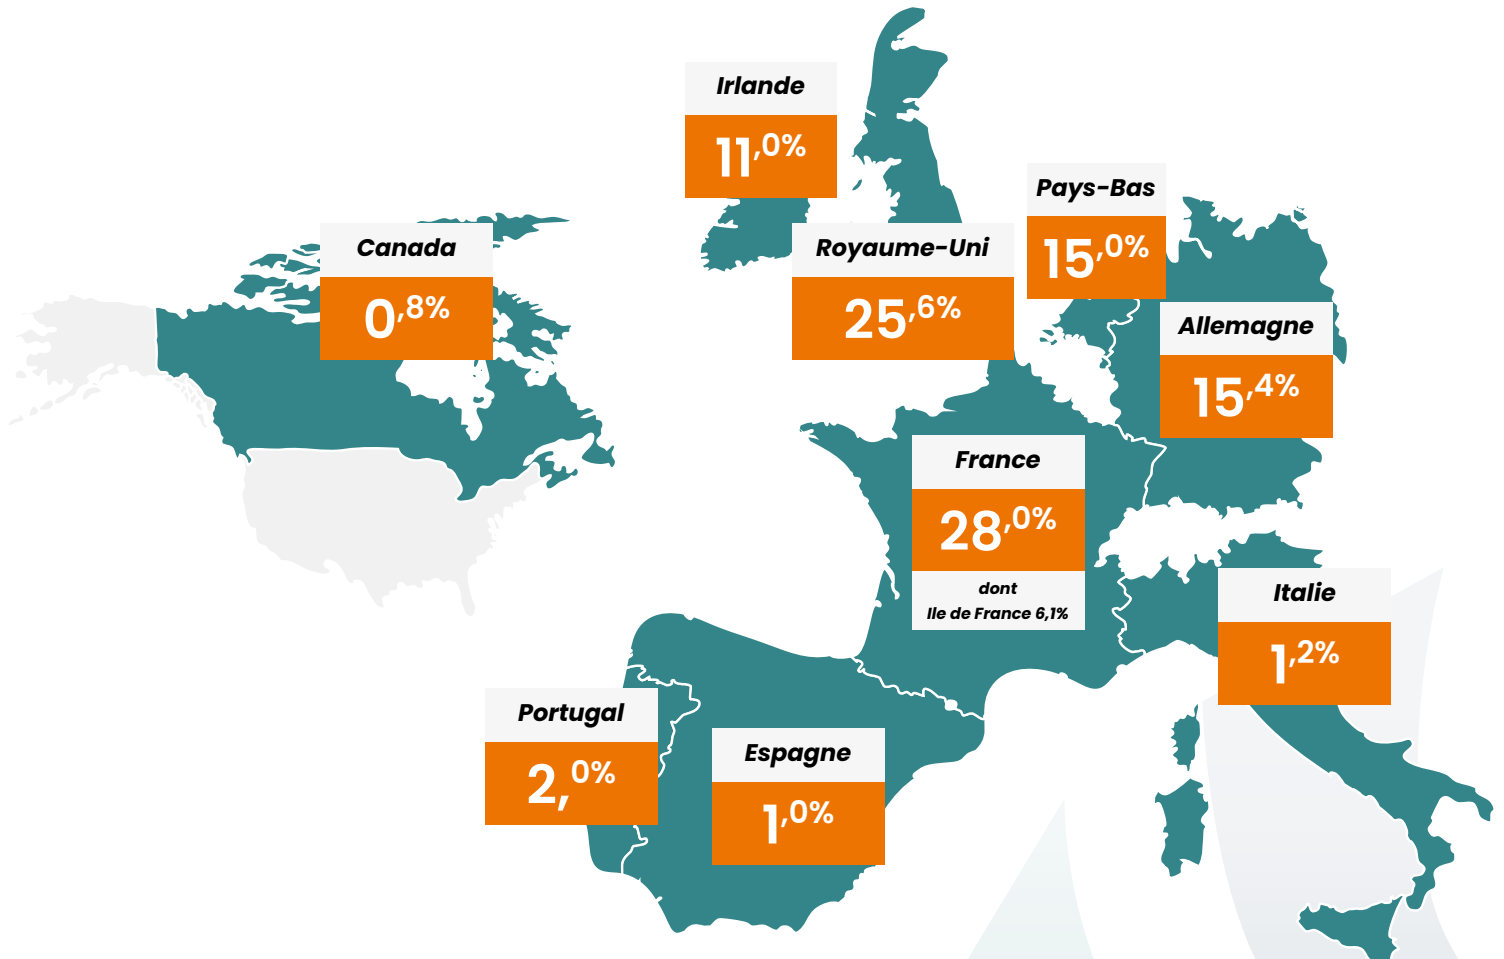 Irlande
11,0%
Pays-Bas
15,0%
Canada
0,8%
Royaume-Uni
25,6%
Allemagne
15,4%
France
28,0%
dont
Ile de France 6,1%
Italie
1,2%
Portugal
2,0%
Espagne
1,0%